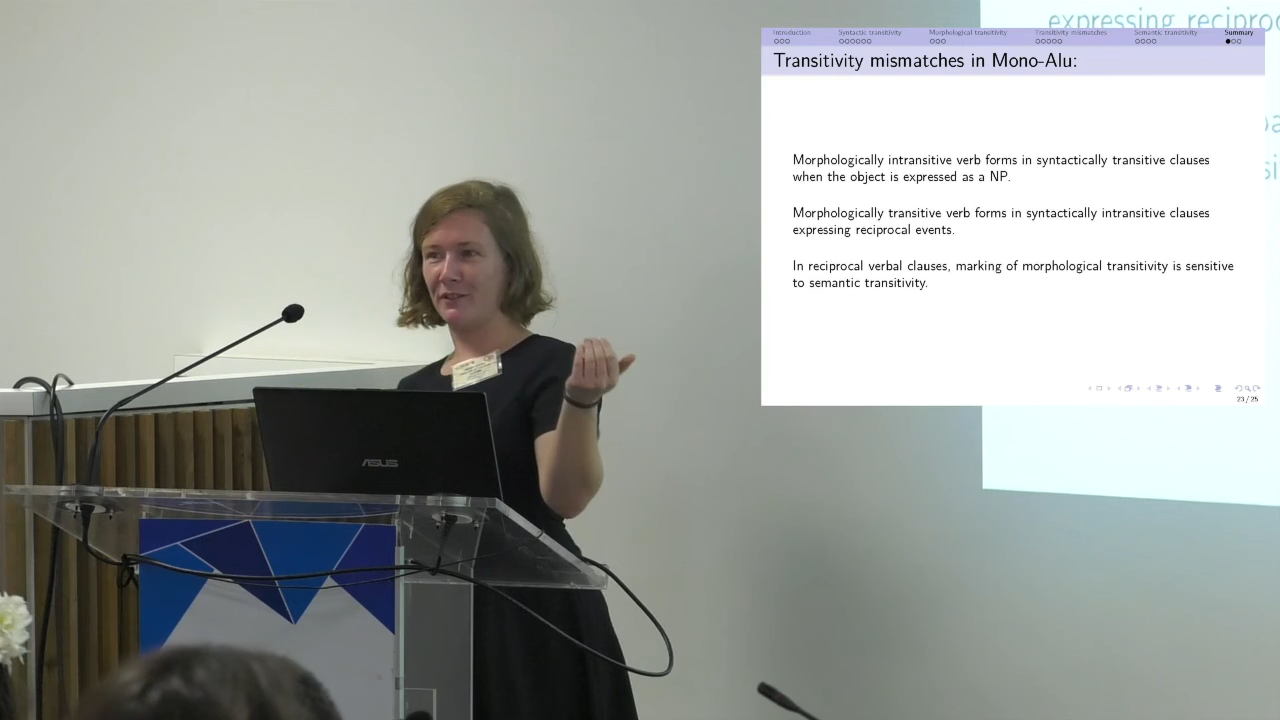 expressing recipro
Introduction Syntactic transitivity Morphological transitivity Transitivity mismatches Semantic transitivity Summary
Transitivity mismatches in Mono-Alu:
Morphologically intransitive verb forms in syntactically transitive clauses
when the object is expressed as a NP.
Morphologically transitive verb forms in syntactically intransitive clauses
expressing reciprocal events.
In reciprocal verbal clauses, marking of morphological transitivity is sensitive
to semantic transitivity.
23 / 25
ASUS